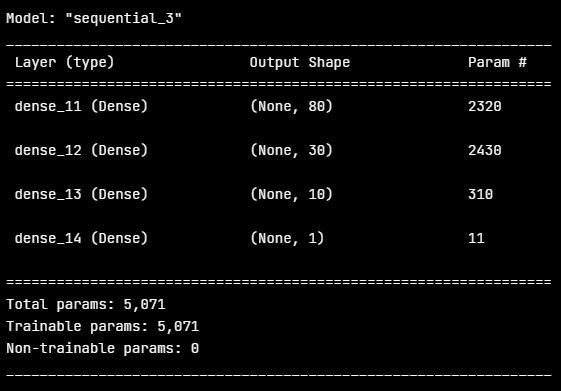 Model: "sequential_3"
_________________________________________________________________
Layer (type)                Output Shape              Param #
=================================================================
dense_11 (Dense)            (None, 80)                2320
dense_12 (Dense)            (None, 30)                2430
dense_13 (Dense)            (None, 10)                310
dense_14 (Dense)            (None, 1)                 11
=================================================================
Total params: 5,071
Trainable params: 5,071
Non-trainable params: 0
_________________________________________________________________